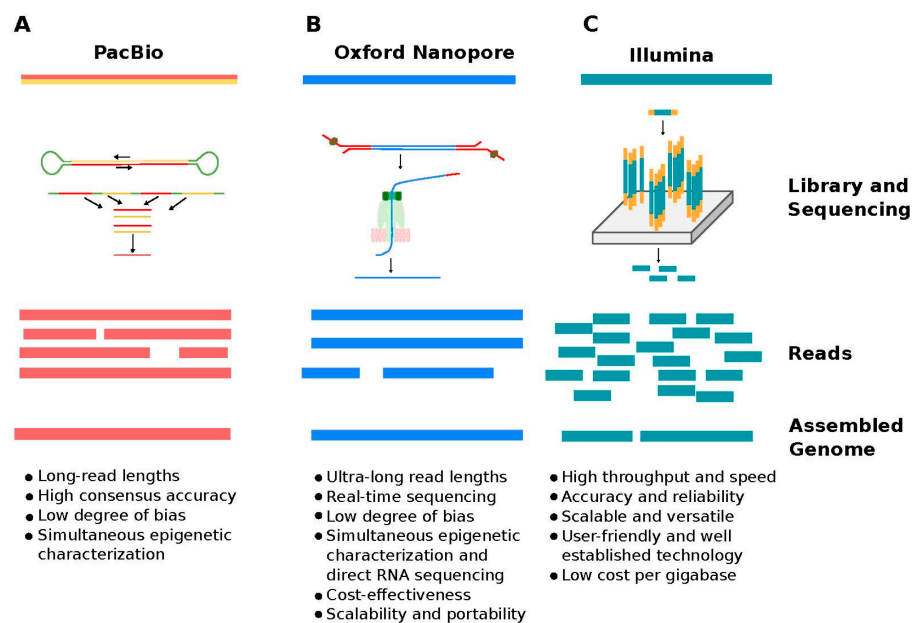 A
PacBio
B
Oxford Nanopore
C
Illumina
Library and
Sequencing
Reads
Assembled
Genome
Long-read lengths
High consensus accuracy
Low degree of bias
Simultaneous epigenetic
characterization
Ultra-long read lengths
Real-time sequencing
Low degree of bias
Simultaneous epigenetic
characterization and
direct RNA sequencing
Cost-effectiveness
Scalability and portability
High throughput and speed
Accuracy and reliability
Scalable and versatile
User-friendly and well
established technology
Low cost per gigabase